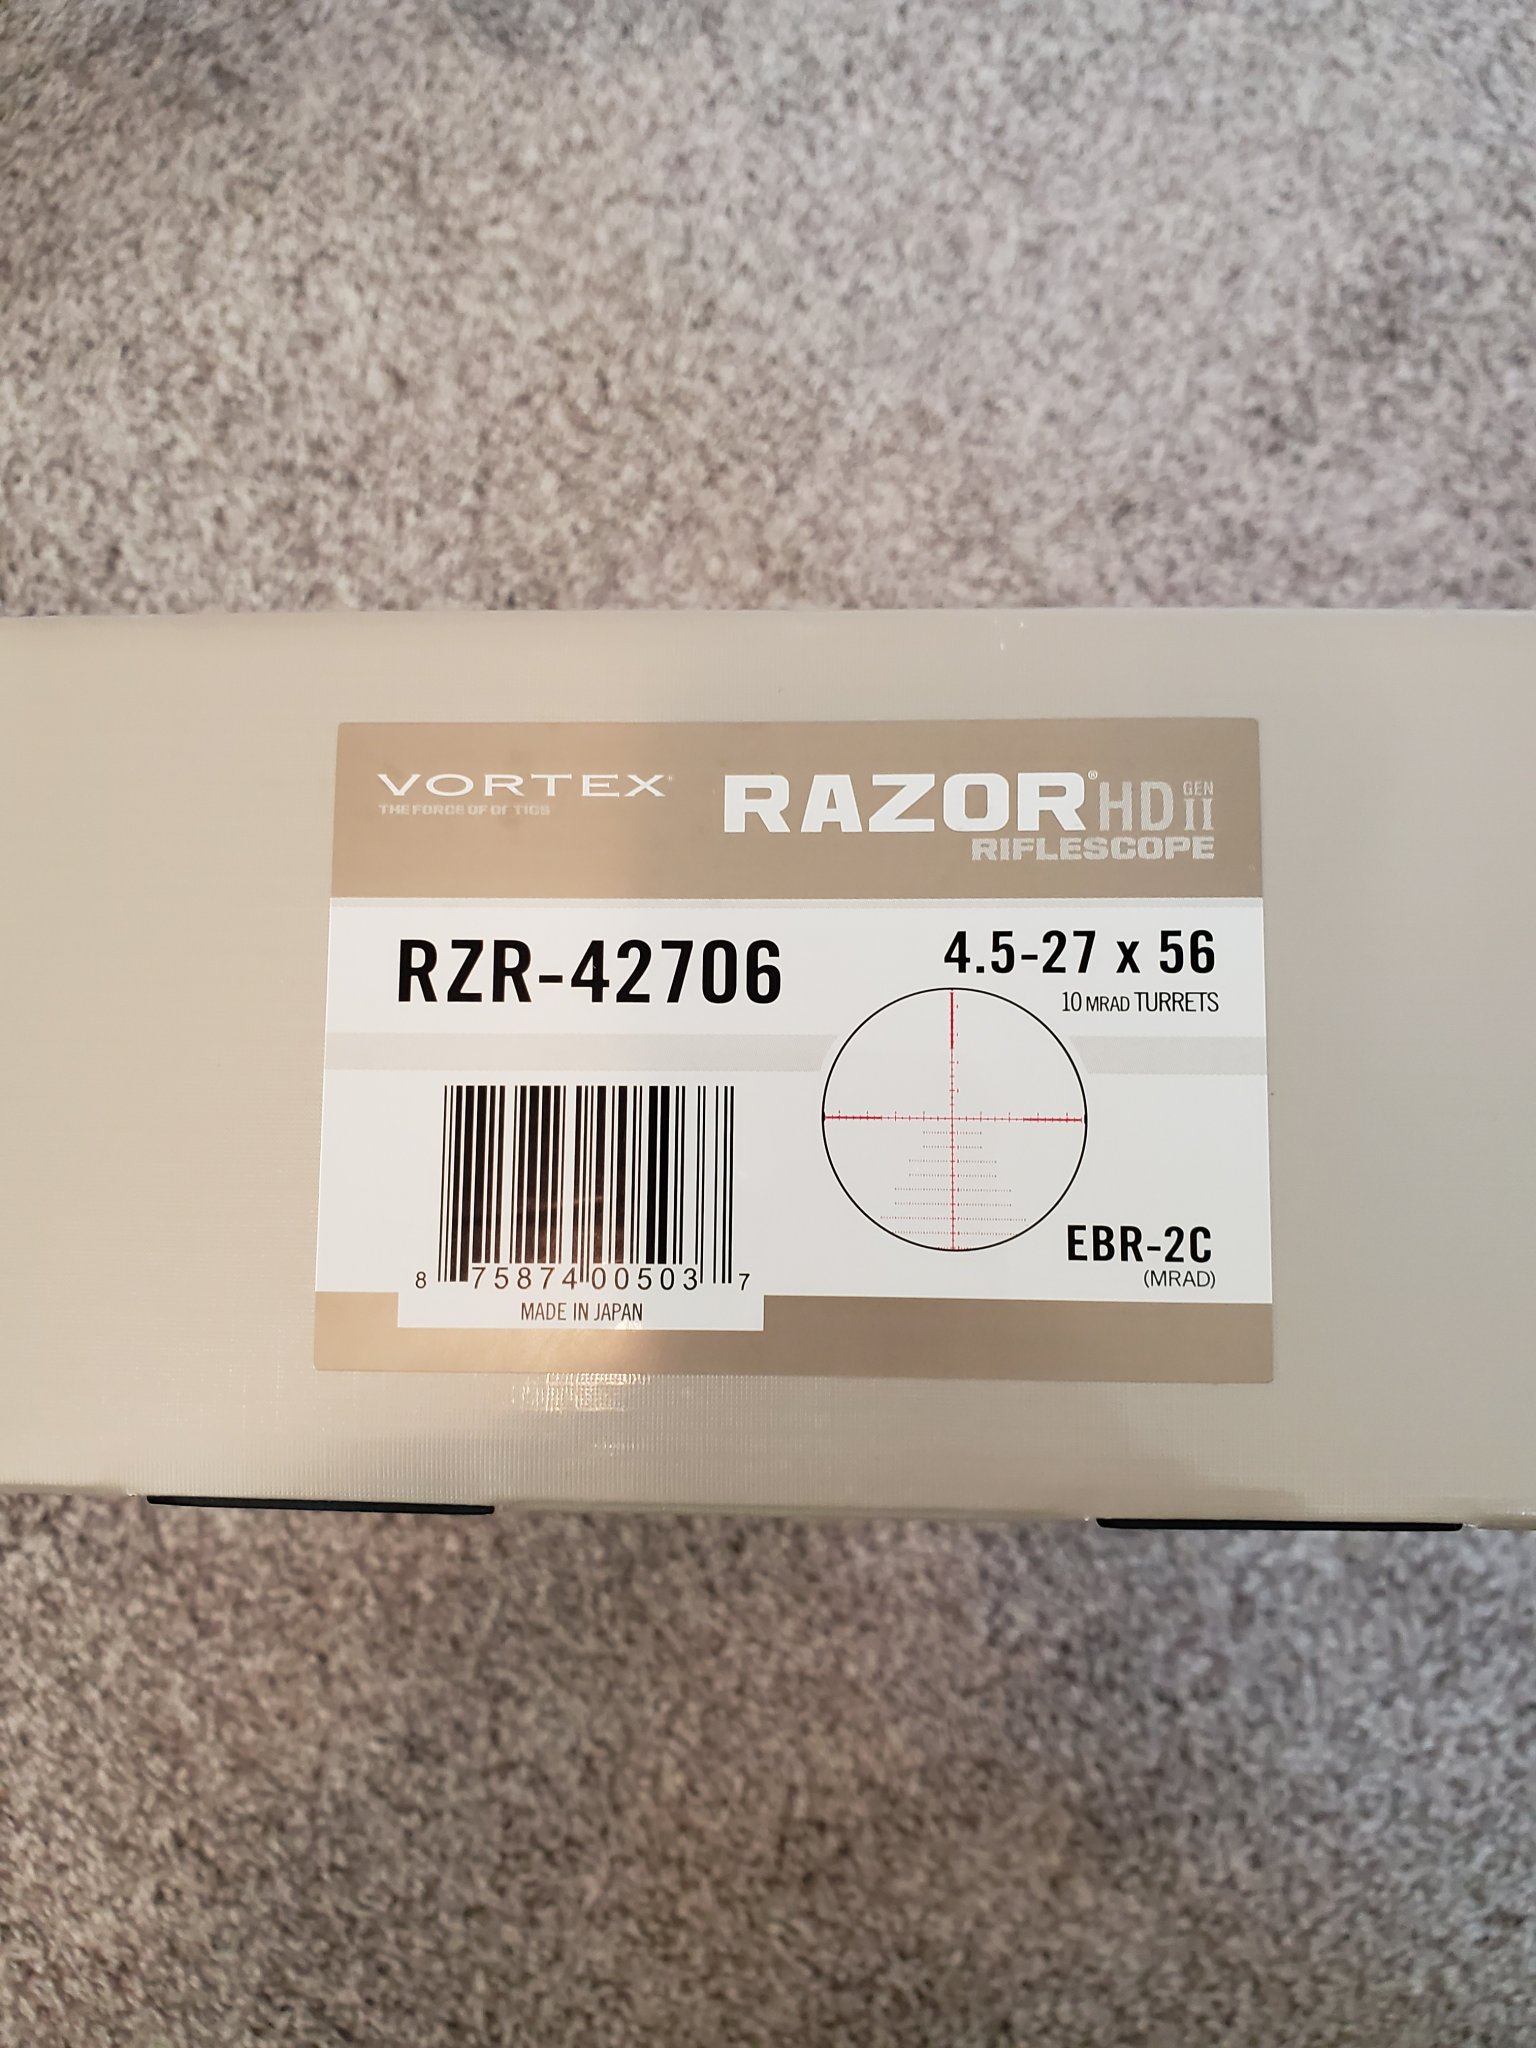 VORTEX®
THE FORCE OF OPTICS
RAZOR® HD GEN II
RIFLESCOPE
RZR-42706
4.5-27 x 56
10 MRAD TURRETS
8 75874 00503 7
MADE IN JAPAN
EBR-2C
(MRAD)